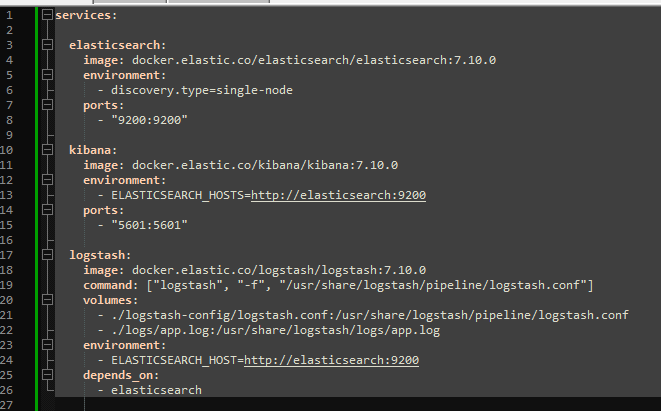 1 services:
2
3 elasticsearch:
4 image: docker.elastic.co/elasticsearch/elasticsearch:7.10.0
5 environment:
6 - discovery.type=single-node
7 ports:
8 - "9200:9200"
9
10 kibana:
11 image: docker.elastic.co/kibana/kibana:7.10.0
12 environment:
13 - ELASTICSEARCH_HOSTS=http://elasticsearch:9200
14 ports:
15 - "5601:5601"
16
17 logstash:
18 image: docker.elastic.co/logstash/logstash:7.10.0
19 command: ["logstash", "-f", "/usr/share/logstash/pipeline/logstash.conf"]
20 volumes:
21 - ./logstash-config/logstash.conf:/usr/share/logstash/pipeline/logstash.conf
22 - ./logs/app.log:/usr/share/logstash/logs/app.log
23 environment:
24 - ELASTICSEARCH_HOST=http://elasticsearch:9200
25 depends_on:
26 - elasticsearch
27